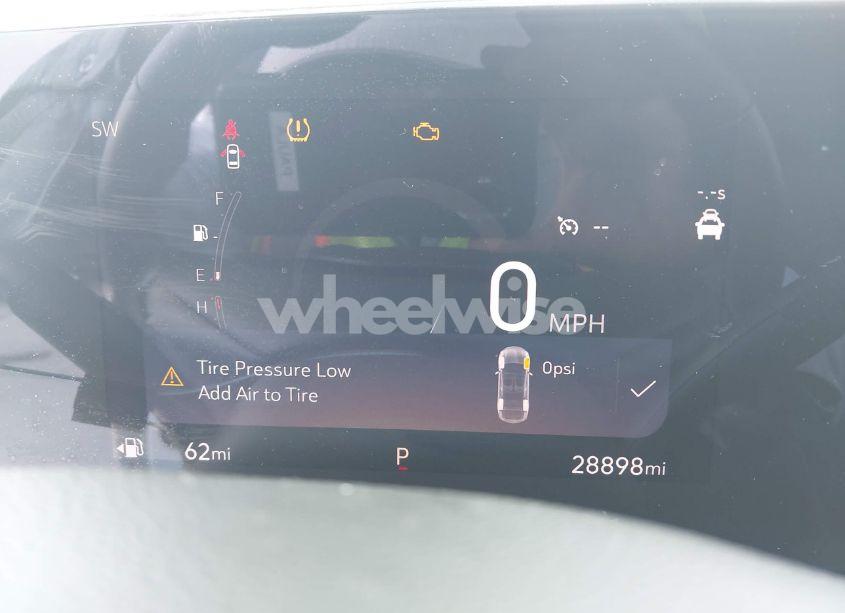 SW
F
-.-s
--
E
H
0 MPH
wheelwise
Tire Pressure Low
Add Air to Tire
0psi
62mi
P
28898mi